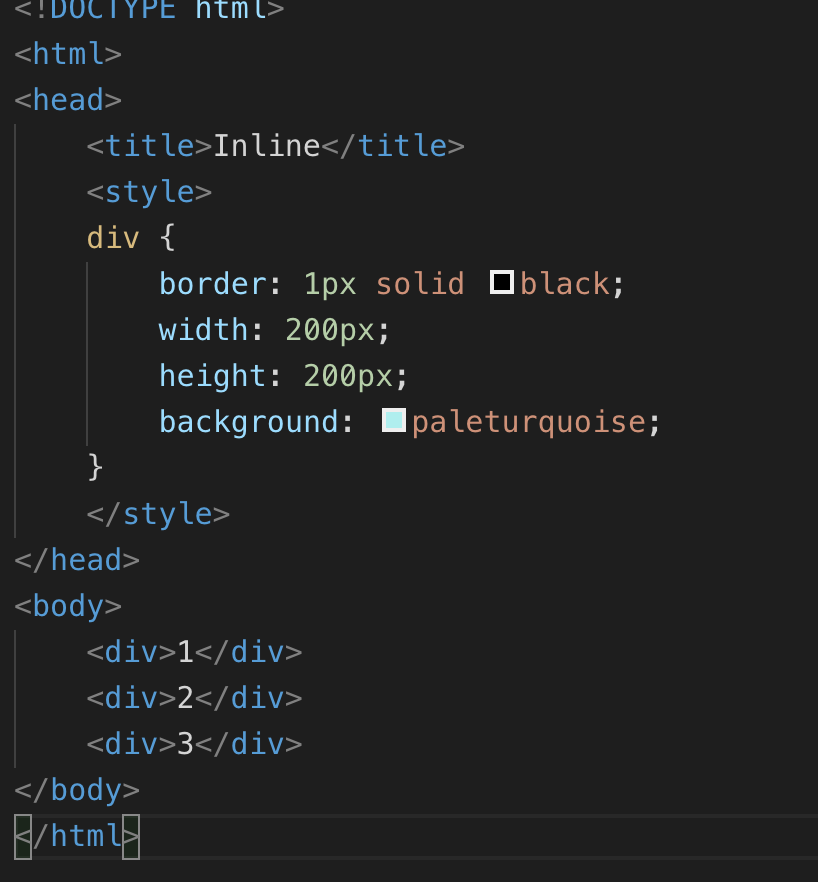 <!DOCTYPE html>
<html>
<head>
    <title>Inline</title>
    <style>
    div {
        border: 1px solid black;
        width: 200px;
        height: 200px;
        background: paleturquoise;
    }
    </style>
</head>
<body>
    <div>1</div>
    <div>2</div>
    <div>3</div>
</body>
</html>